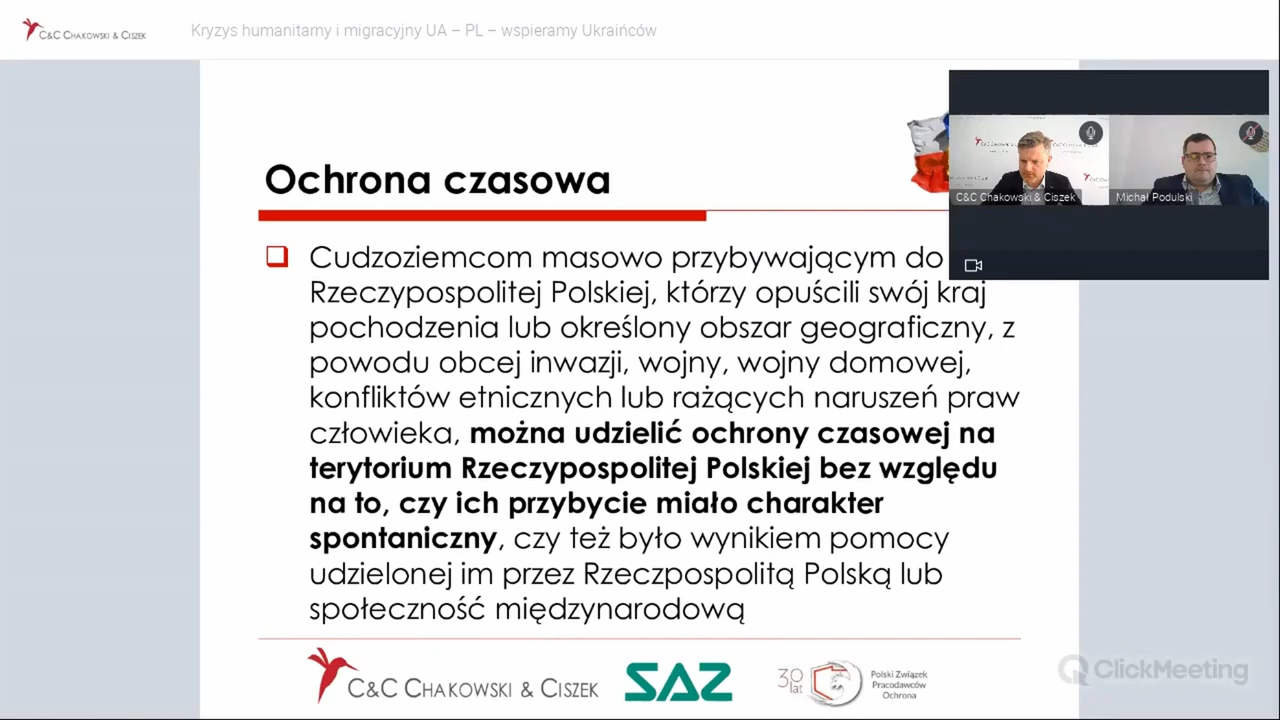 C&C CHAKOWSKI & CISZEK
Kryzys humanitarny i migracyjny UA – PL – wspieramy Ukraińców
Ochrona czasowa
C&C Chakowski & Ciszek
Michał Podulski
Cudzoziemcom masowo przybywającym do
Rzeczypospolitej Polskiej, którzy opuścili swój kraj
pochodzenia lub określony obszar geograficzny, z
powodu obcej inwazji, wojny, wojny domowej,
konfliktów etnicznych lub rażących naruszeń praw
człowieka, można udzielić ochrony czasowej na
terytorium Rzeczypospolitej Polskiej bez względu
na to, czy ich przybycie miało charakter
spontaniczny, czy też było wynikiem pomocy
udzielonej im przez Rzeczpospolitą Polską lub
społeczność międzynarodową
C&C CHAKOWSKI & CISZEK
SAZ
30 lat
Polski Związek
Pracodawców
Ochrona
ClickMeeting